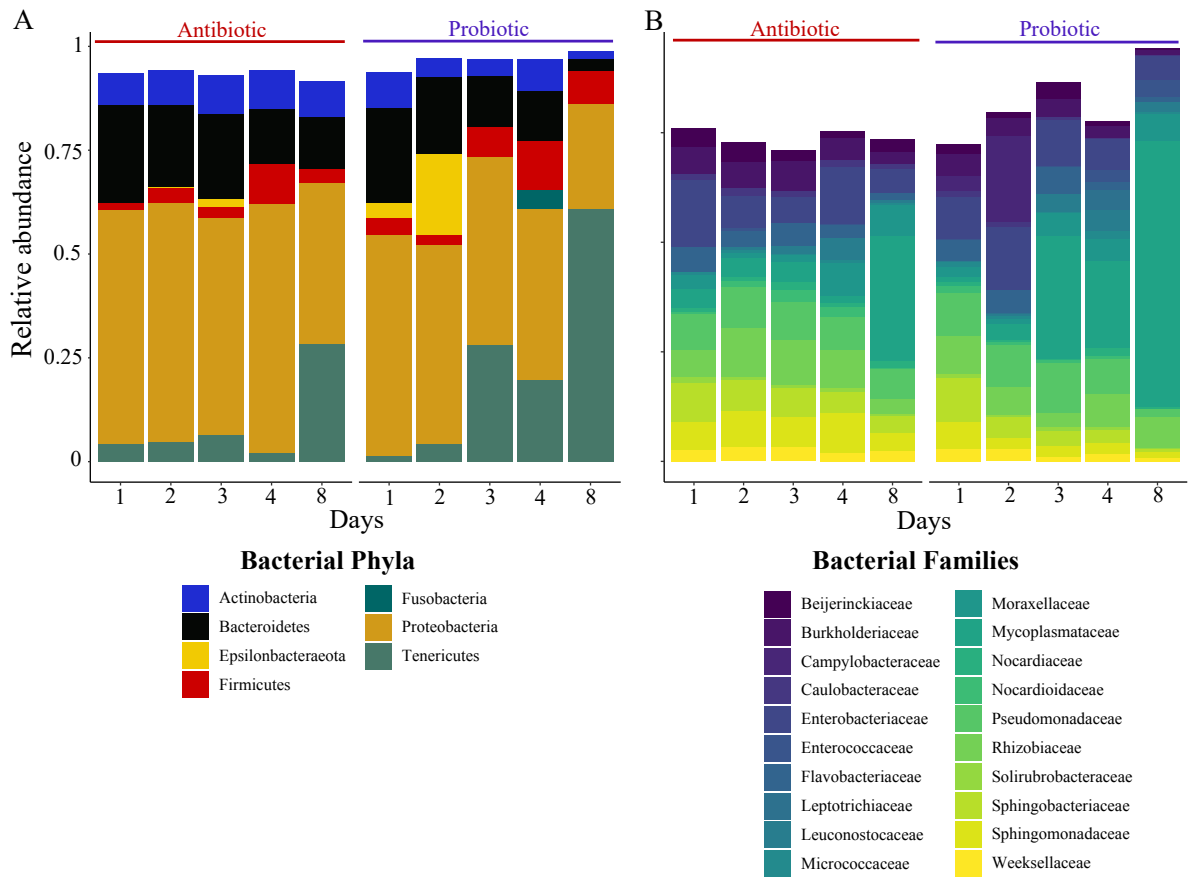 A
B
Antibiotic
Probiotic
Antibiotic
Probiotic
Relative abundance
1
0.75
0.5
0.25
0
1 2 3 4 8
1 2 3 4 8
1 2 3 4 8
1 2 3 4 8
Days
Days
Bacterial Phyla
Actinobacteria
Bacteroidetes
Epsilonbacteraeota
Firmicutes
Fusobacteria
Proteobacteria
Tenericutes
Bacterial Families
Beijerinckiaceae
Burkholderiaceae
Campylobacteraceae
Caulobacteraceae
Enterobacteriaceae
Enterococcaceae
Flavobacteriaceae
Leptotrichiaceae
Leuconostocaceae
Micrococcaceae
Moraxellaceae
Mycoplasmataceae
Nocardiaceae
Nocardioidaceae
Pseudomonadaceae
Rhizobiaceae
Solirubrobacteraceae
Sphingobacteriaceae
Sphingomonadaceae
Weeksellaceae